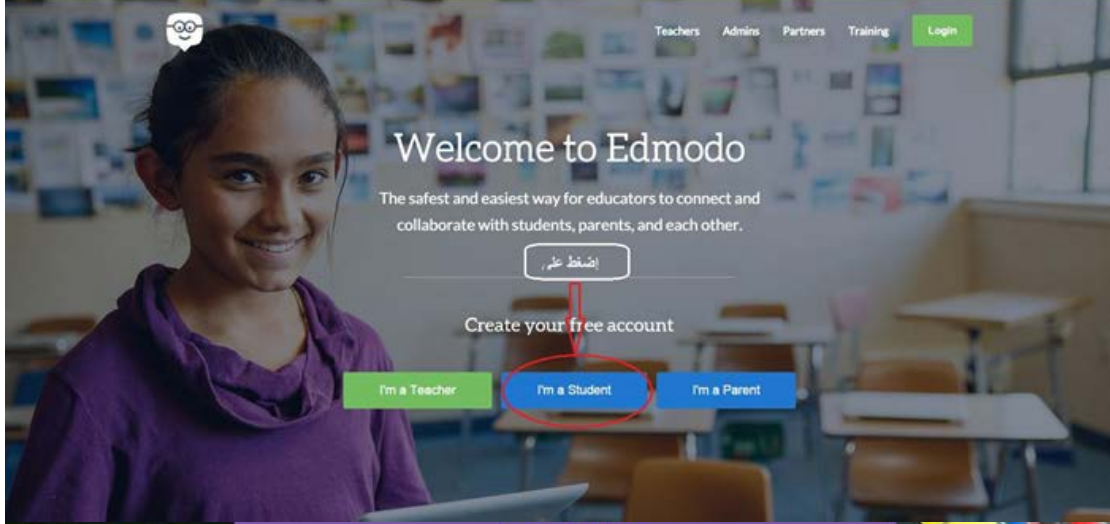 Teachers Admins Partners Training Login
Welcome to Edmodo
The safest and easiest way for educators to connect and
collaborate with students, parents, and each other.
إضغط على
Create your free account
I'm a Teacher I'm a Student I'm a Parent